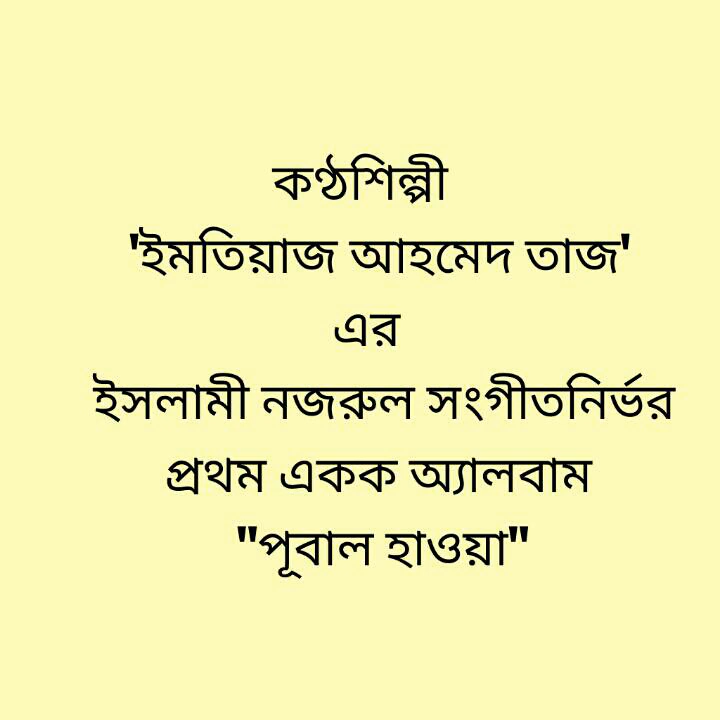 কণ্ঠশিল্পী
'ইমতিয়াজ আহমেদ তাজ'
এর
ইসলামী নজরুল সংগীতনির্ভর
প্রথম একক অ্যালবাম
"পূবাল হাওয়া"